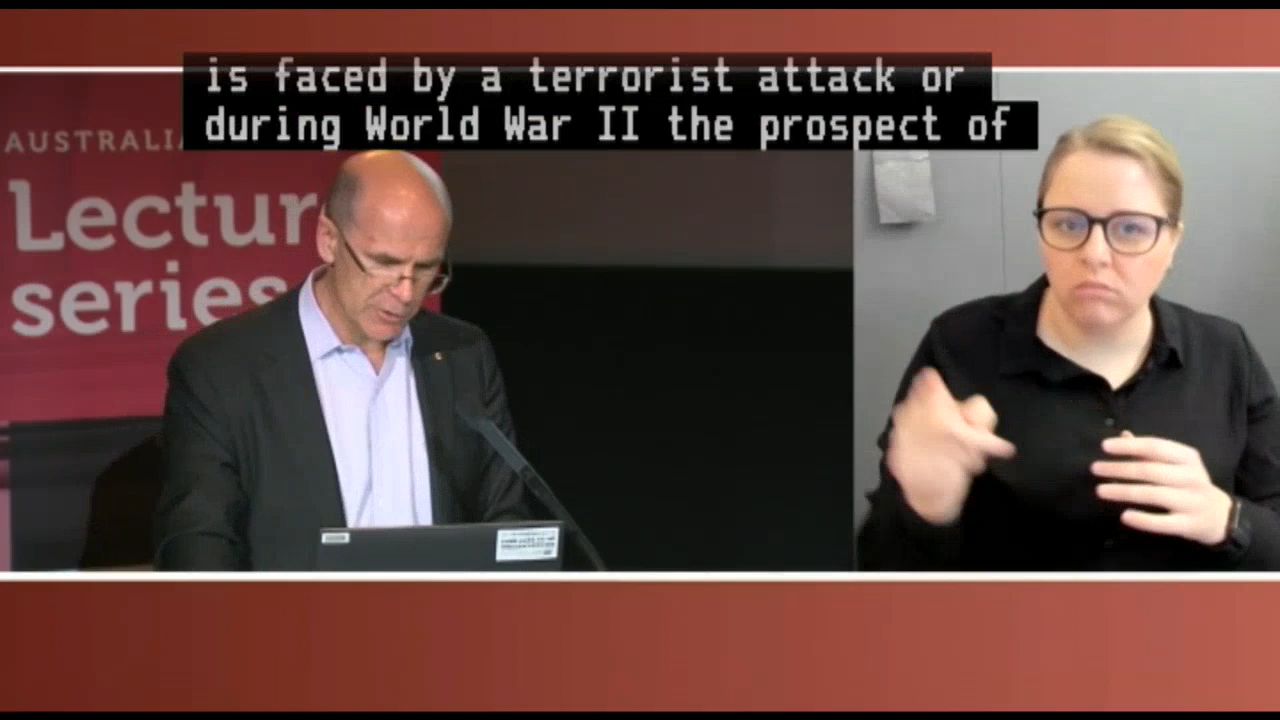 is faced by a terrorist attack or
during World War II the prospect of
AUSTRALIA
Lectur
series